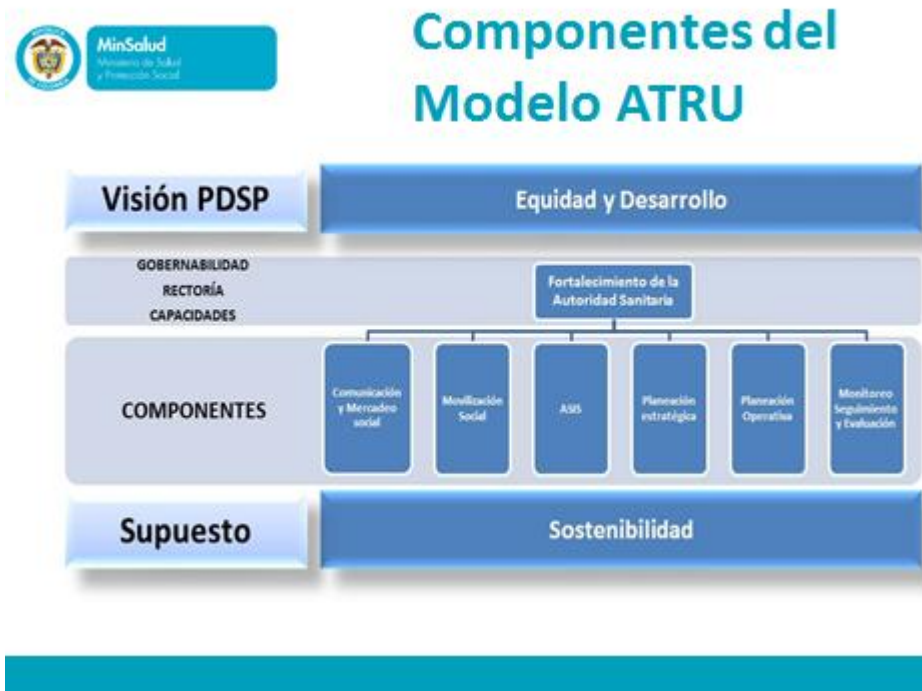 MinSalud
Ministerio de Salud
y Protección Social
Componentes del
Modelo ATRU
Visión PDSP
Equidad y Desarrollo
GOBERNABILIDAD
RECTORÍA
CAPACIDADES
Fortalecimiento de la
Autoridad Sanitaria
COMPONENTES
Comunicación
y Mercadeo
social
Movilización
Social
ASIS
Planeación
estratégica
Planeación
Operativa
Monitoreo
Seguimiento
y Evaluación
Supuesto
Sostenibilidad